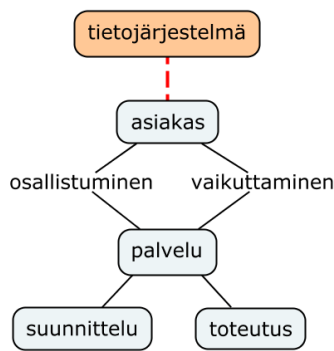 tietojärjestelmä
asiakas
osallistuminen vaikuttaminen
palvelu
suunnittelu toteutus